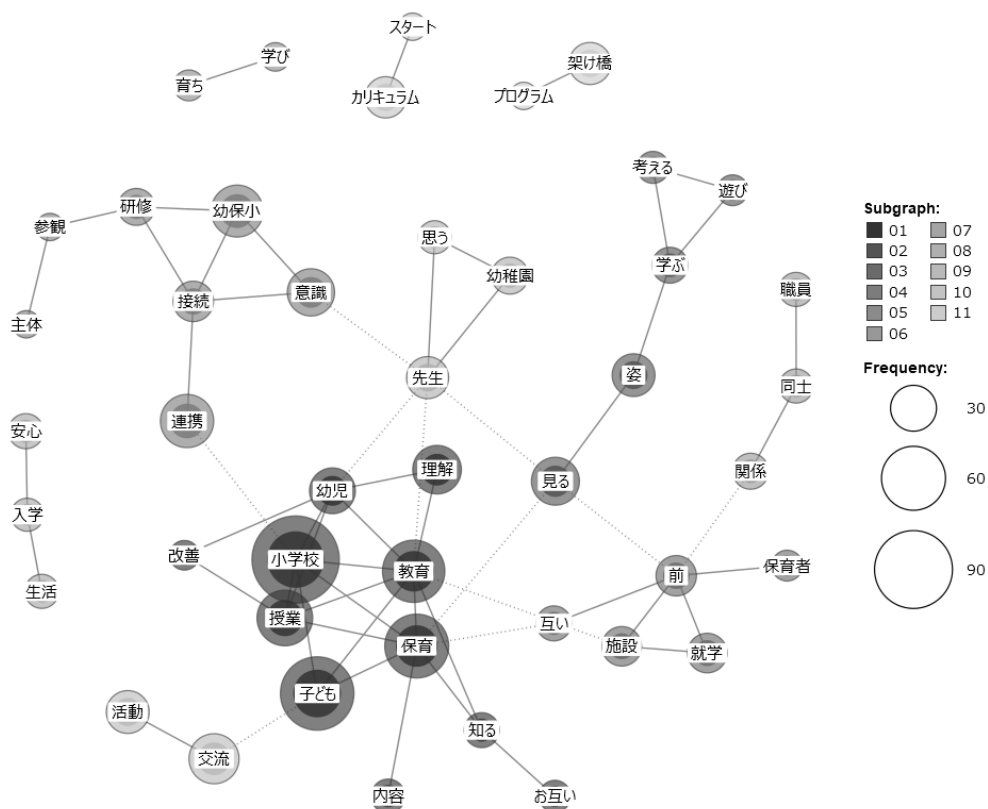 スタート
学び
架け橋
育ち
カリキュラム
プログラム
考える
遊び
研修
幼保小
参観
思う
学ぶ
幼稚園
接続
意識
職員
主体
先生
姿
同士
連携
安心
理解
関係
見る
幼児
入学
改善
小学校
教育
前
保育者
生活
授業
互い
保育
施設
就学
子ども
活動
知る
交流
内容
お互い
Subgraph:
01 07
02 08
03 09
04 10
05 11
06
Frequency:
30
60
90